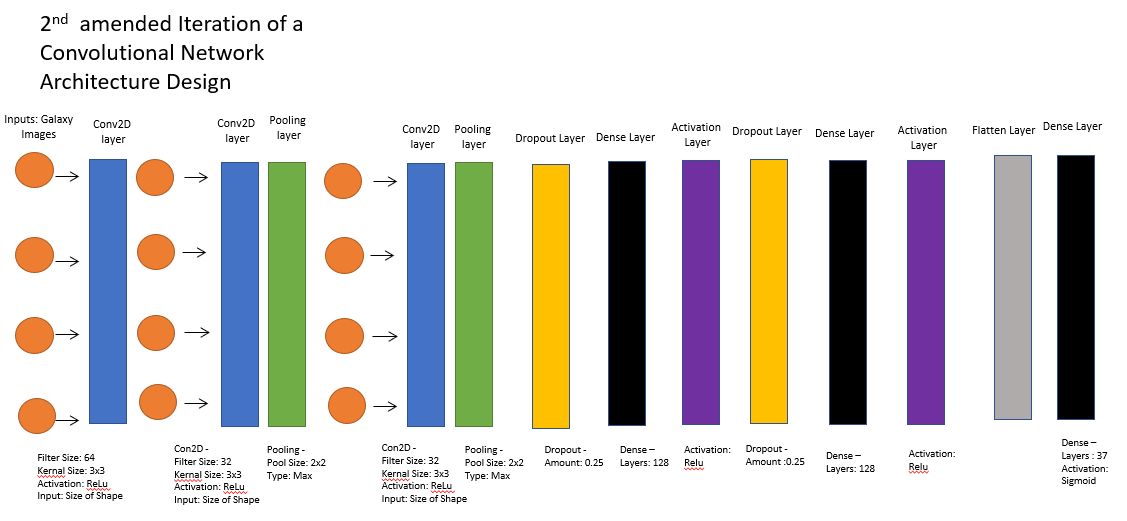 2nd amended Iteration of a
Convolutional Network
Architecture Design
Inputs: Galaxy
Images
Conv2D
layer
Conv2D
layer
Pooling
layer
Conv2D
layer
Pooling
layer
Dropout Layer
Dense Layer
Activation
Layer
Dropout Layer
Dense Layer
Activation
Layer
Flatten Layer
Dense Layer
Filter Size: 64
Kernal Size: 3x3
Activation: ReLu
Input: Size of Shape
Con2D -
Filter Size: 32
Kernal Size: 3x3
Activation: ReLu
Input: Size of Shape
Pooling -
Pool Size: 2x2
Type: Max
Con2D -
Filter Size: 32
Kernal Size: 3x3
Activation: ReLu
Input: Size of Shape
Pooling -
Pool Size: 2x2
Type: Max
Dropout -
Amount: 0.25
Dense –
Layers: 128
Activation:
Relu
Dropout -
Amount :0.25
Dense –
Layers: 128
Activation:
Relu
Dense –
Layers : 37
Activation:
Sigmoid